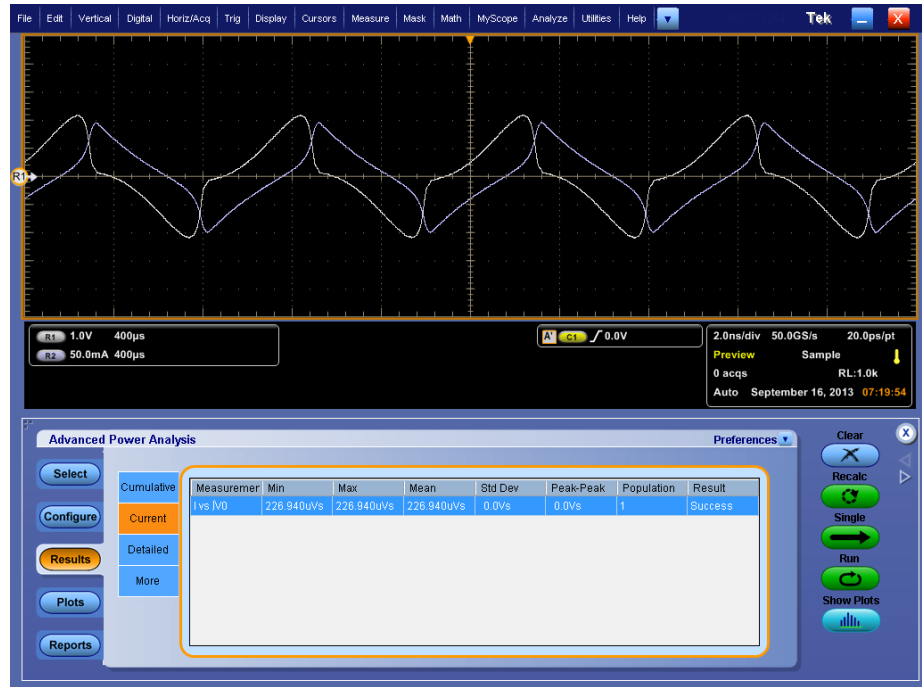 File Edit Vertical Digital Horiz/Acq Trig Display Cursors Measure Mask Math MyScope Analyze Utilities Help Tek X
R1
R1 1.0V 400µs
R2 50.0mA 400µs
A' C1 0.0V
2.0ns/div 50.0GS/s 20.0ps/pt
Preview Sample
0 acqs RL:1.0k
Auto September 16, 2013 07:19:54
Advanced Power Analysis Preferences Clear X
Select
Cumulative
Measuremer Min Max Mean Std Dev Peak-Peak Population Result
Recalc
I vs ∫V0 226.940uVs 226.940uVs 226.940uVs 0.0Vs 0.0Vs 1 Success
Configure
Current
Single
Results
Detailed
Run
More
Plots
Show Plots
Reports